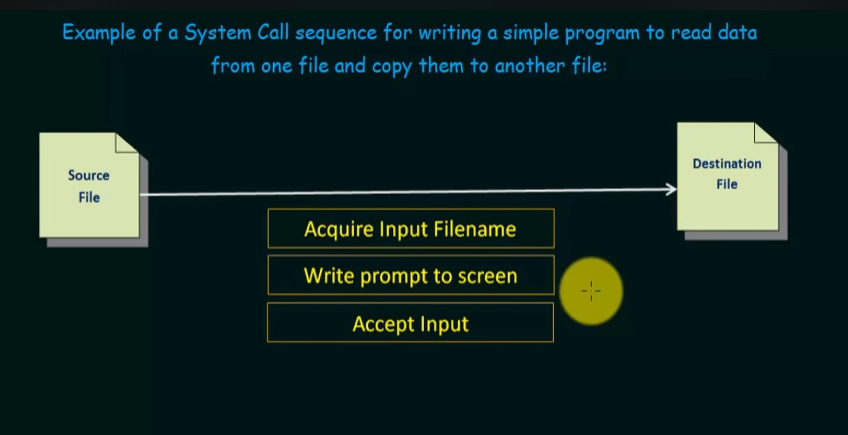 Example of a System Call sequence for writing a simple program to read data
from one file and copy them to another file:
Source
File
Destination
File
Acquire Input Filename
Write prompt to screen
Accept Input